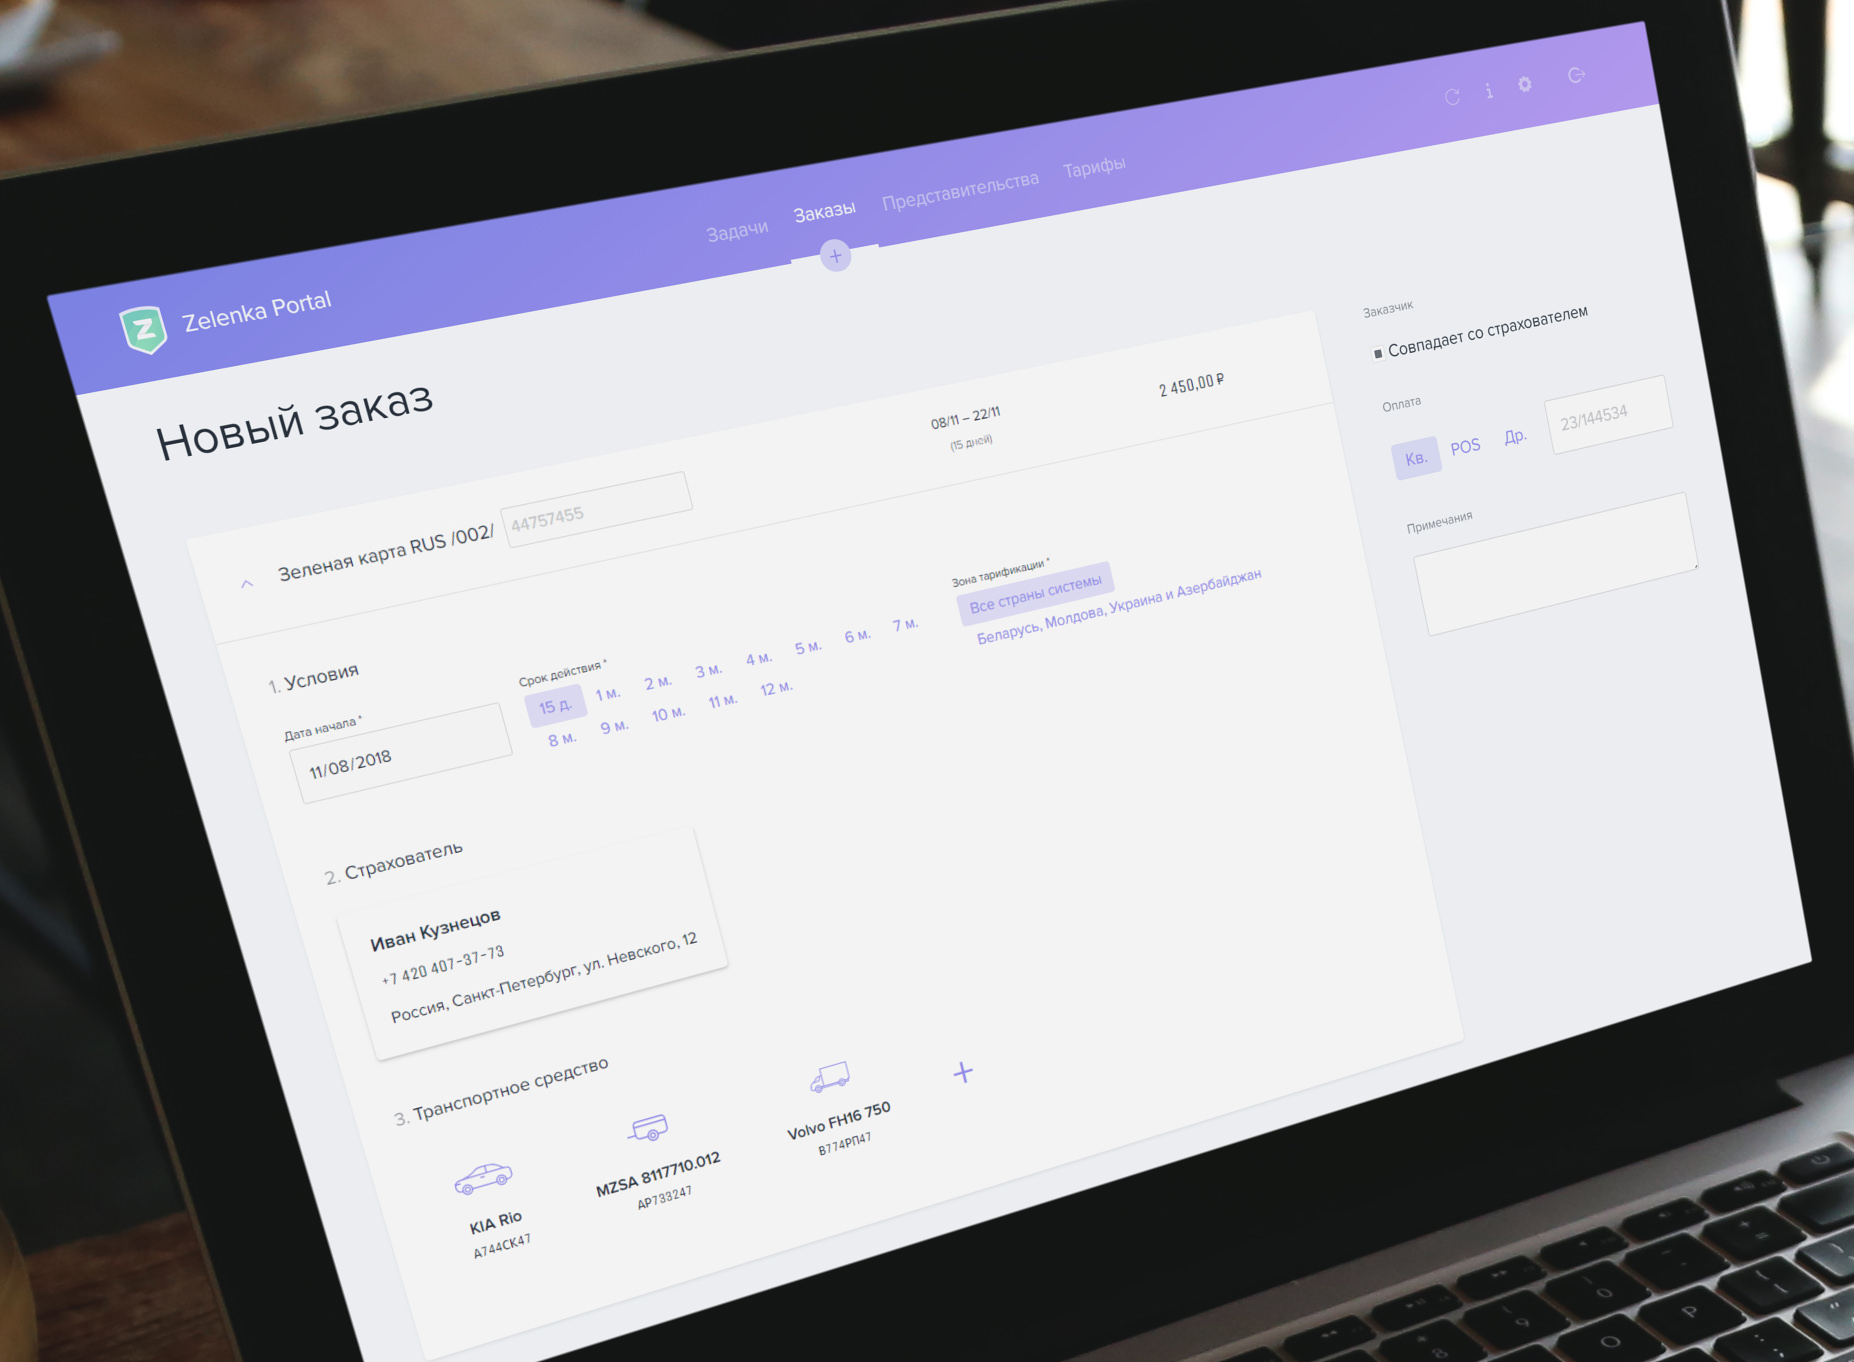 Zelenka Portal
Задачи
Заказы
Представительства
Тарифы
Новый заказ
Зеленая карта RUS /002/
44757455
08/11 – 22/11
(15 дней)
2 450,00 ₽
1. Условия
Дата начала *
11/08/2018
Срок действия *
15 д. 1 м. 2 м. 3 м. 4 м. 5 м. 6 м. 7 м.
8 м. 9 м. 10 м. 11 м. 12 м.
Зона тарификации *
Все страны системы
Беларусь, Молдова, Украина и Азербайджан
2. Страхователь
Иван Кузнецов
+7 420 407-37-73
Россия, Санкт-Петербург, ул. Невского, 12
3. Транспортное средство
KIA Rio
А744СК47
MZSA 8117710.012
АР733247
Volvo FH16 750
В774РП47
Заказчик
Совпадает со страхователем
Оплата
Кв. POS Др.
23/144534
Примечания